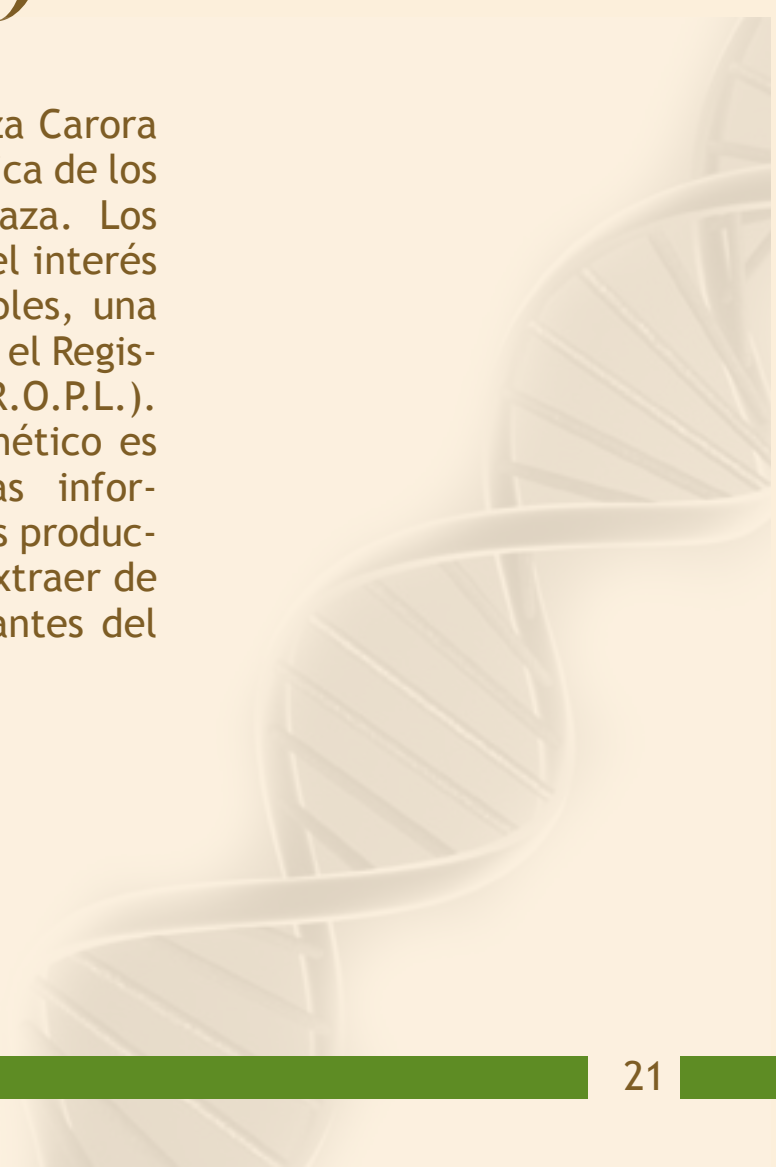 za Carora
ca de los
aza. Los
el interés
oles, una
el Regis-
R.O.P.L.).
nético es
as infor-
s produc-
xtraer de
antes del
21